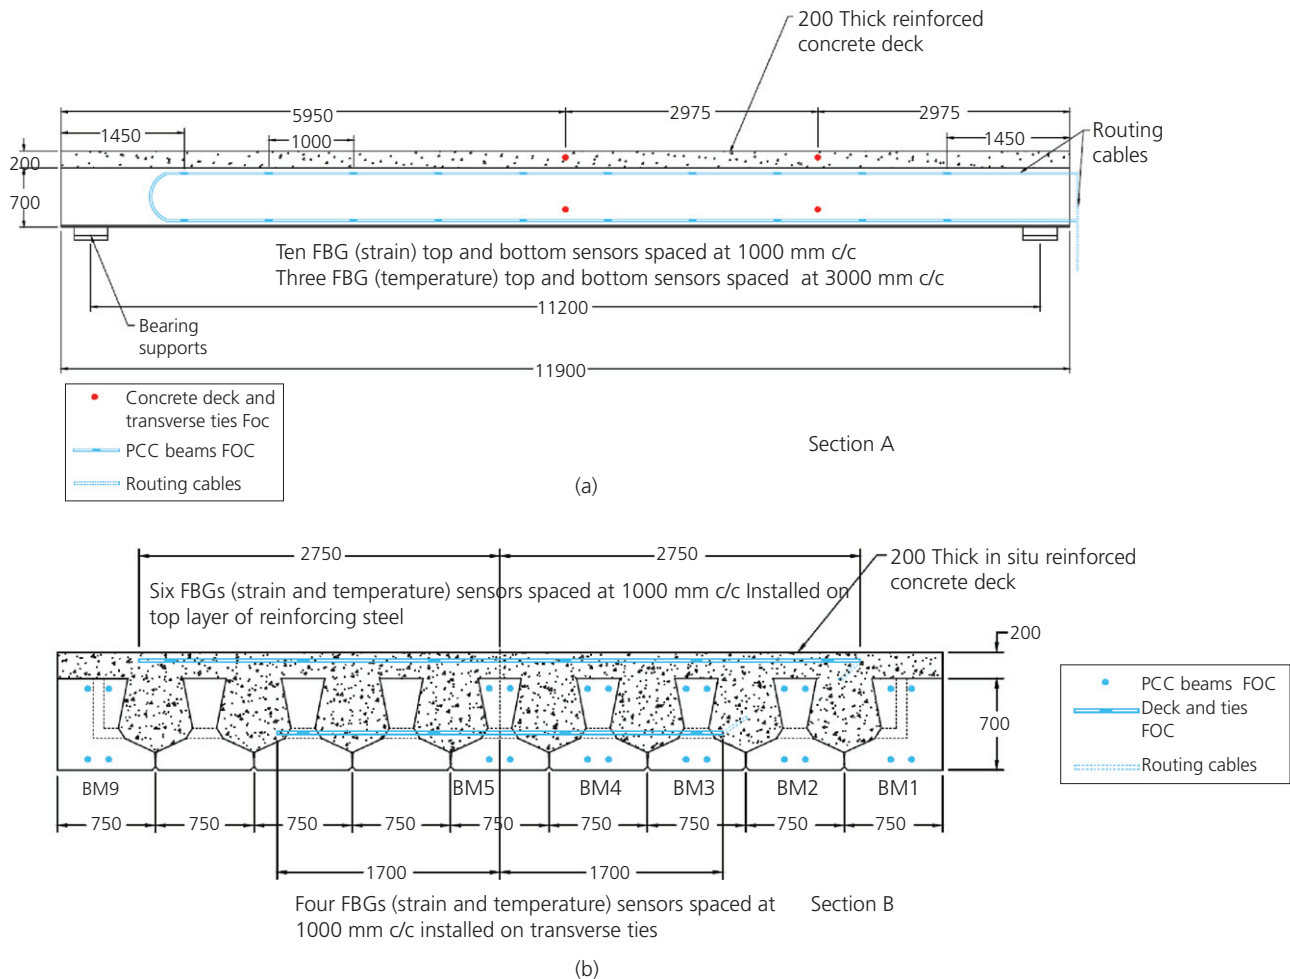 200 Thick reinforced
concrete deck
5950
2975
2975
1450
1000
1450
Routing
cables
200
700
Ten FBG (strain) top and bottom sensors spaced at 1000 mm c/c
Three FBG (temperature) top and bottom sensors spaced at 3000 mm c/c
11200
Bearing
supports
11900
Concrete deck and
transverse ties Foc
PCC beams FOC
Routing cables
Section A
(a)
2750
2750
200 Thick in situ reinforced
concrete deck
Six FBGs (strain and temperature) sensors spaced at 1000 mm c/c Installed on
top layer of reinforcing steel
200
700
PCC beams FOC
Deck and ties
FOC
Routing cables
BM9
BM5
BM4
BM3
BM2
BM1
750
750
750
750
750
750
750
750
750
1700
1700
Four FBGs (strain and temperature) sensors spaced at
1000 mm c/c installed on transverse ties
Section B
(b)